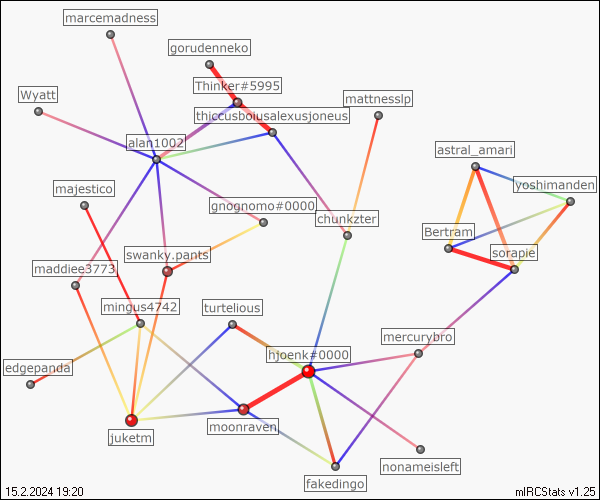 marcemadness
gorudenneko
Thinker#5995
Wyatt
mattnesslp
thiccusboiusalexusjoneus
alan1002
astral_amari
majestico
yoshimanden
gnognomo#0000
chunkzter
Bertram
swanky.pants
sorapie
maddiee3773
mingus4742
turtelious
mercurybro
hjoenk#0000
edgepanda
moonraven
juketm
nonameisleft
fakedingo
15.2.2024 19:20
mIRCStats v1.25